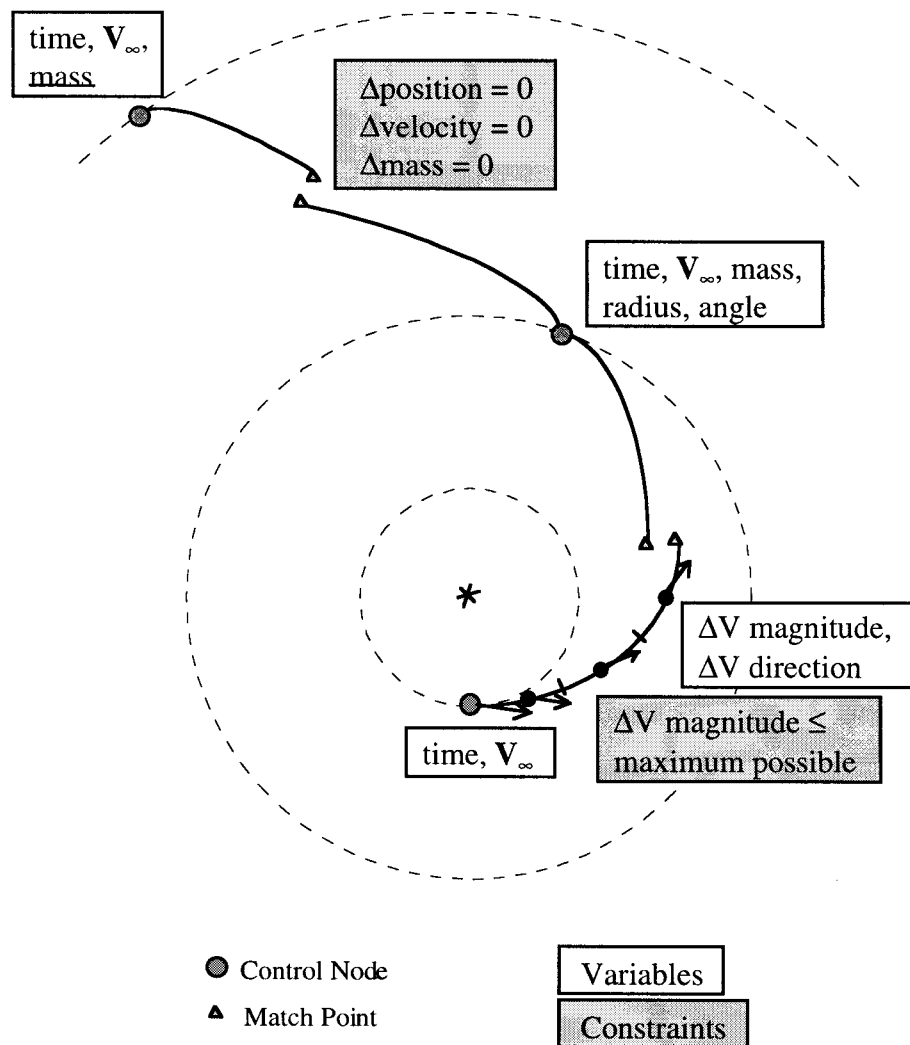 time, V∞,
mass
Δposition = 0
Δvelocity = 0
Δmass = 0
time, V∞, mass,
radius, angle
ΔV magnitude,
ΔV direction
ΔV magnitude ≤
maximum possible
time, V∞
Control Node
Match Point
Variables
Constraints